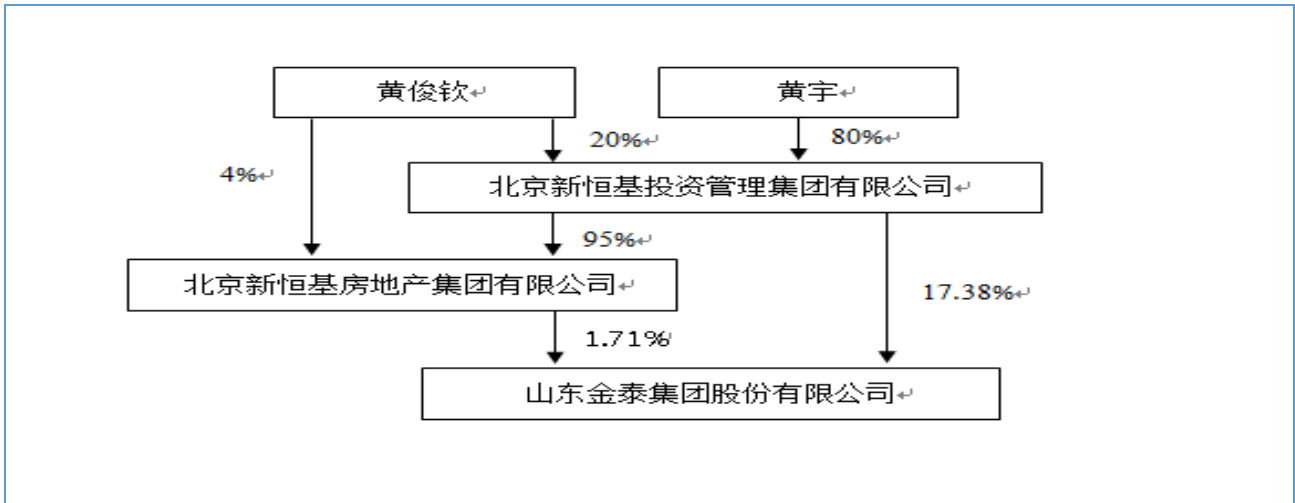 黄俊钦↵
黄宇↵
20%↵
80%↵
4%↵
北京新恒基投资管理集团有限公司↵
95%↵
北京新恒基房地产集团有限公司↵
17.38%↵
1.71%
山东金泰集团股份有限公司↵